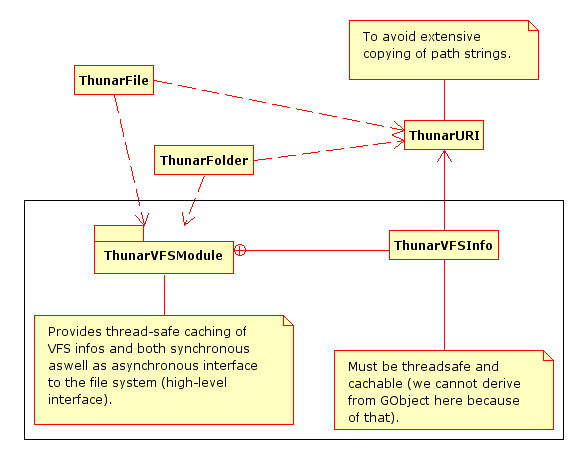 To avoid extensive
copying of path strings.
ThunarFile
ThunarURI
ThunarFolder
ThunarVFSModule
ThunarVFSInfo
Provides thread-safe caching of
VFS infos and both synchronous
aswell as asynchronous interface
to the file system (high-level
interface).
Must be threadsafe and
cachable (we cannot derive
from GObject here because
of that).